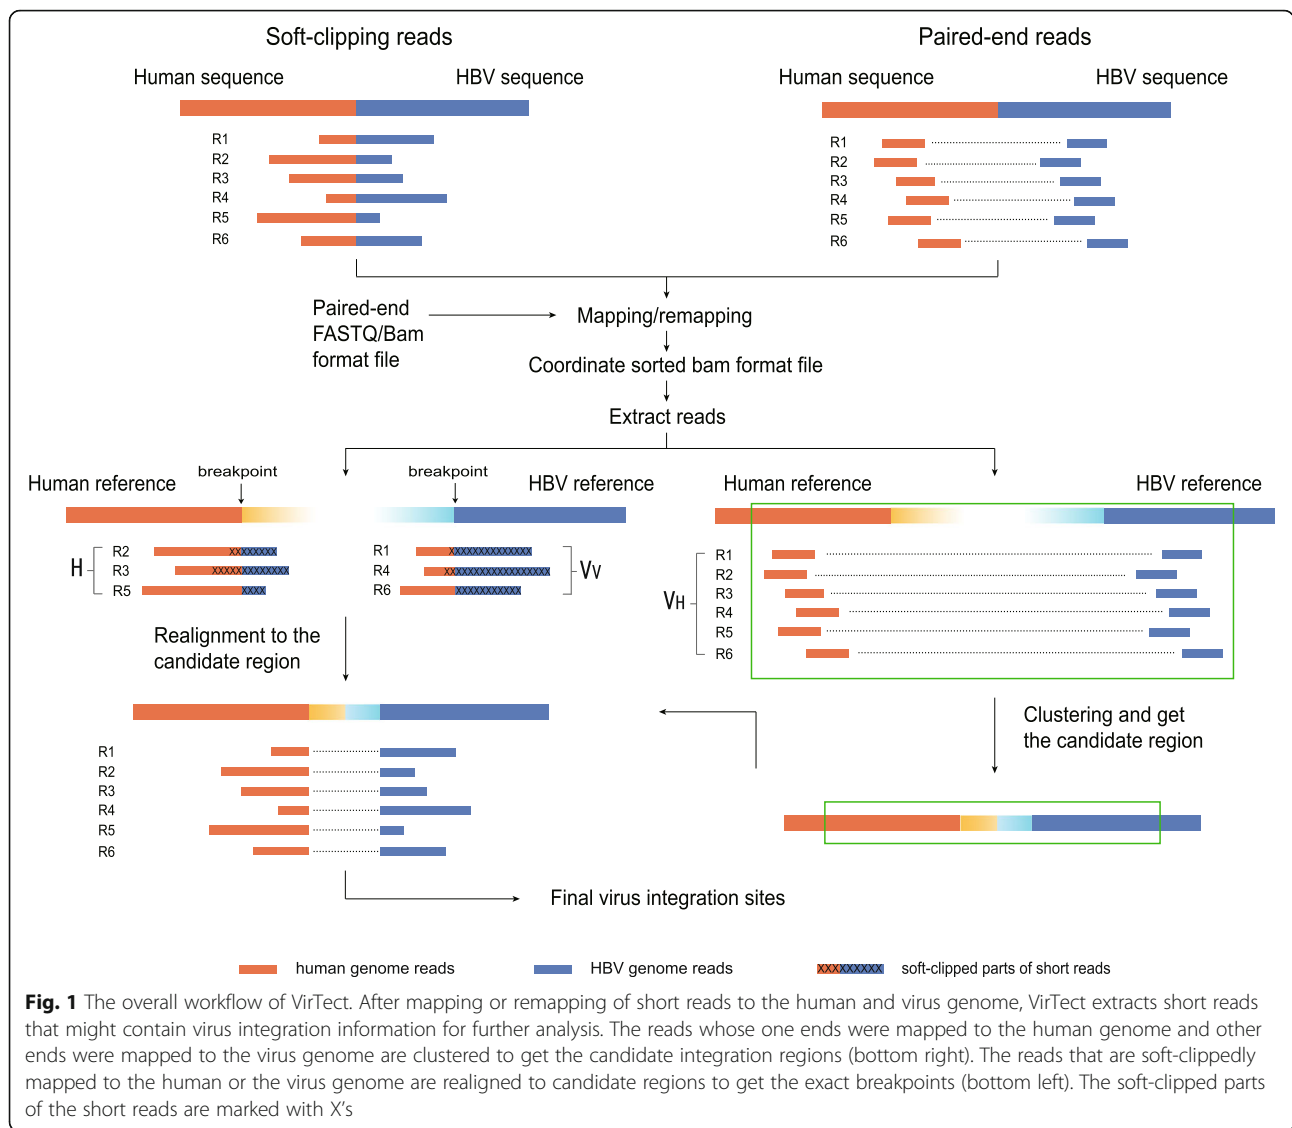 Soft-clipping reads
Paired-end reads
Human sequence
HBV sequence
Human sequence
HBV sequence
R1
R2
R3
R4
R5
R6
R1
R2
R3
R4
R5
R6
Paired-end
FASTQ/Bam
format file
Mapping/remapping
Coordinate sorted bam format file
Extract reads
Human reference
breakpoint
breakpoint
HBV reference
Human reference
HBV reference
H
R2
R3
R5
XXXXXXXX
XXXXXXXXXXXXX
XXXX
R1
R4
R6
XXXXXXXXXXXXXX
XXXXXXXXXXXXXXXXXX
XXXXXXXXXXX
VV
VH
R1
R2
R3
R4
R5
R6
Realignment to the
candidate region
Clustering and get
the candidate region
R1
R2
R3
R4
R5
R6
Final virus integration sites
human genome reads
HBV genome reads
XXXXXXXXX
soft-clipped parts of short reads
Fig. 1 The overall workflow of VirTect. After mapping or remapping of short reads to the human and virus genome, VirTect extracts short reads
that might contain virus integration information for further analysis. The reads whose one ends were mapped to the human genome and other
ends were mapped to the virus genome are clustered to get the candidate integration regions (bottom right). The reads that are soft-clippedly
mapped to the human or the virus genome are realigned to candidate regions to get the exact breakpoints (bottom left). The soft-clipped parts
of the short reads are marked with X's